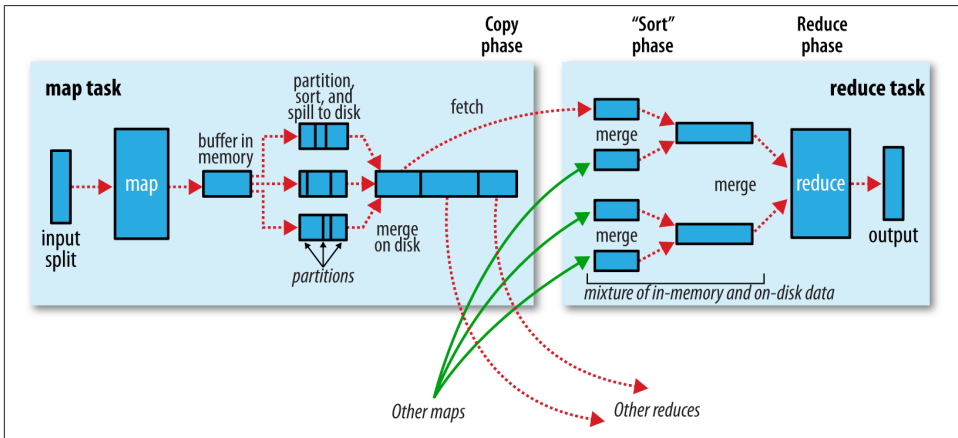 Copy
phase
“Sort”
phase
Reduce
phase
map task
partition,
sort, and
spill to disk
fetch
buffer in
memory
map
input
split
partitions
merge
on disk
reduce task
merge
merge
merge
reduce
output
mixture of in-memory and on-disk data
Other maps
Other reduces